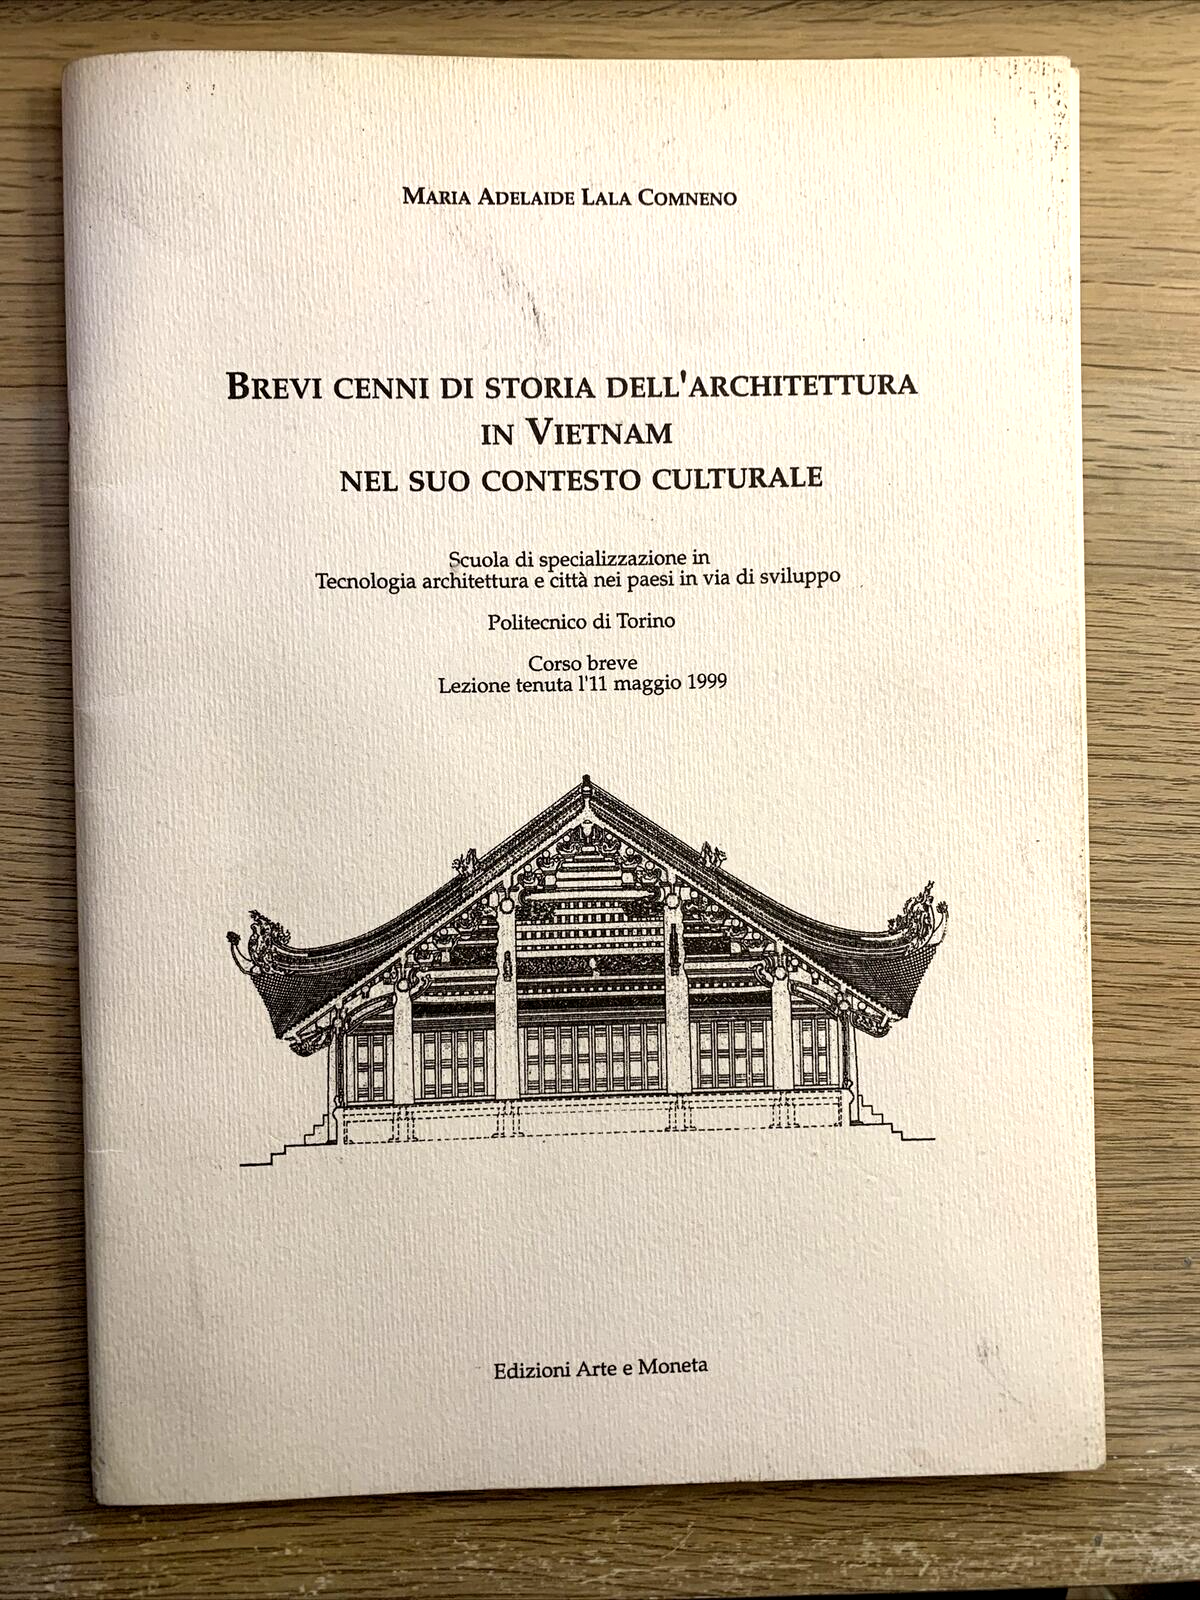 Maria Adelaide Lala Comneno
Brevi cenni di storia dell'architettura
in Vietnam
nel suo contesto culturale
Scuola di specializzazione in
Tecnologia architettura e città nei paesi in via di sviluppo
Politecnico di Torino
Corso breve
Lezione tenuta l'11 maggio 1999
Edizioni Arte e Moneta